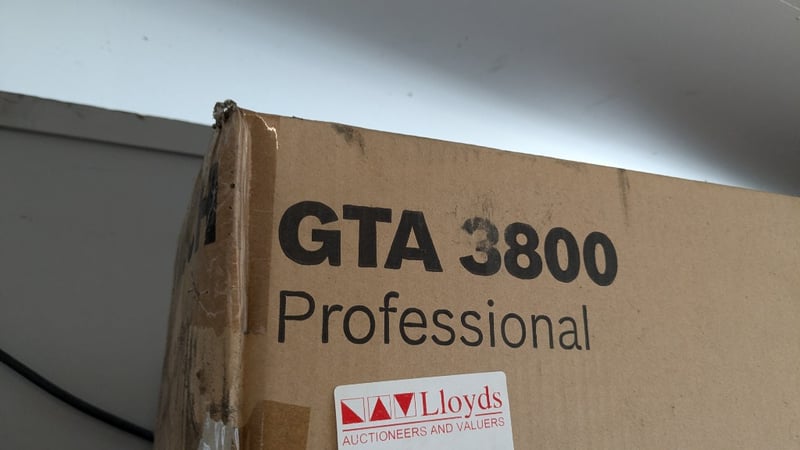 GTA 3800
Professional
Lloyds
AUCTIONEERS AND VALUERS